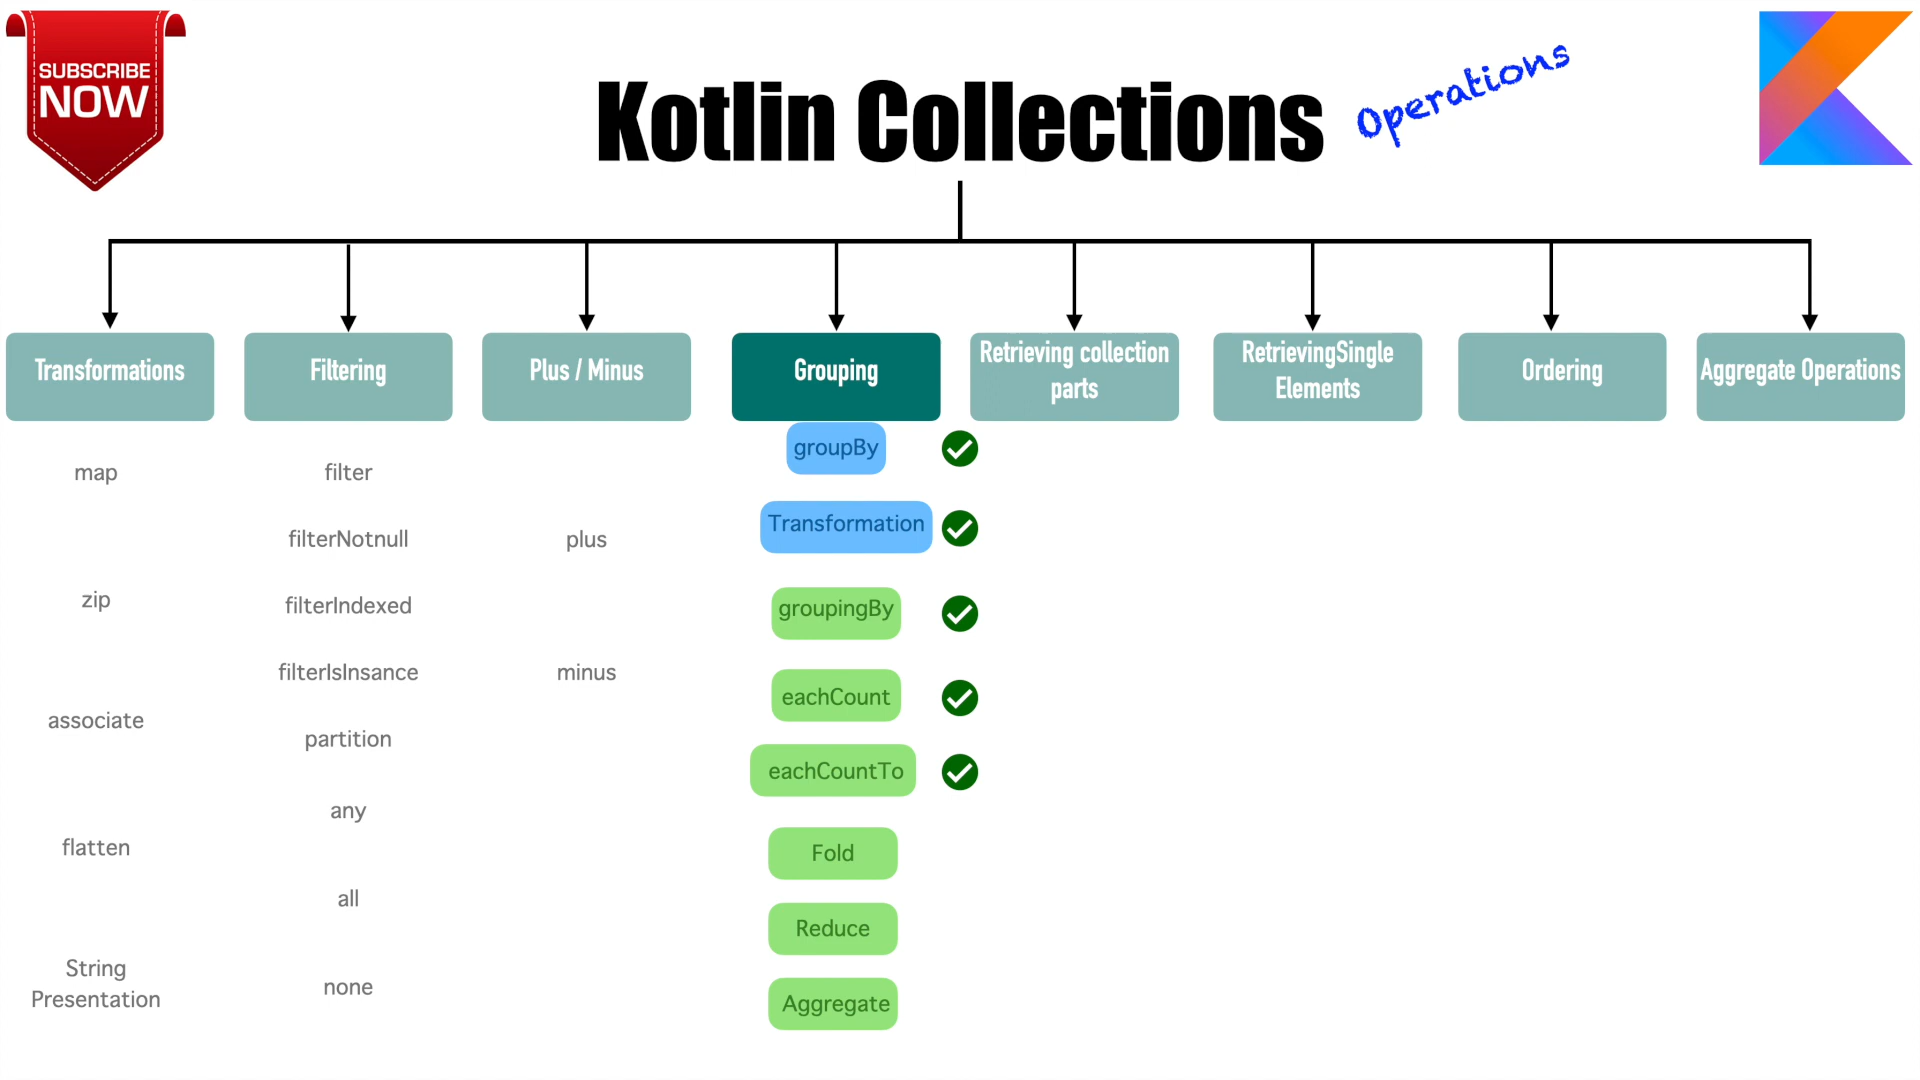 SUBSCRIBE
NOW
Kotlin Collections
Operations
Transformations
map
zip
associate
flatten
String
Presentation
Filtering
filter
filterNotnull
filterIndexed
filterIsInsance
partition
any
all
none
Plus / Minus
plus
minus
Grouping
groupBy
Transformation
groupingBy
eachCount
eachCountTo
Fold
Reduce
Aggregate
Retrieving collection
parts
RetrievingSingle
Elements
Ordering
Aggregate Operations